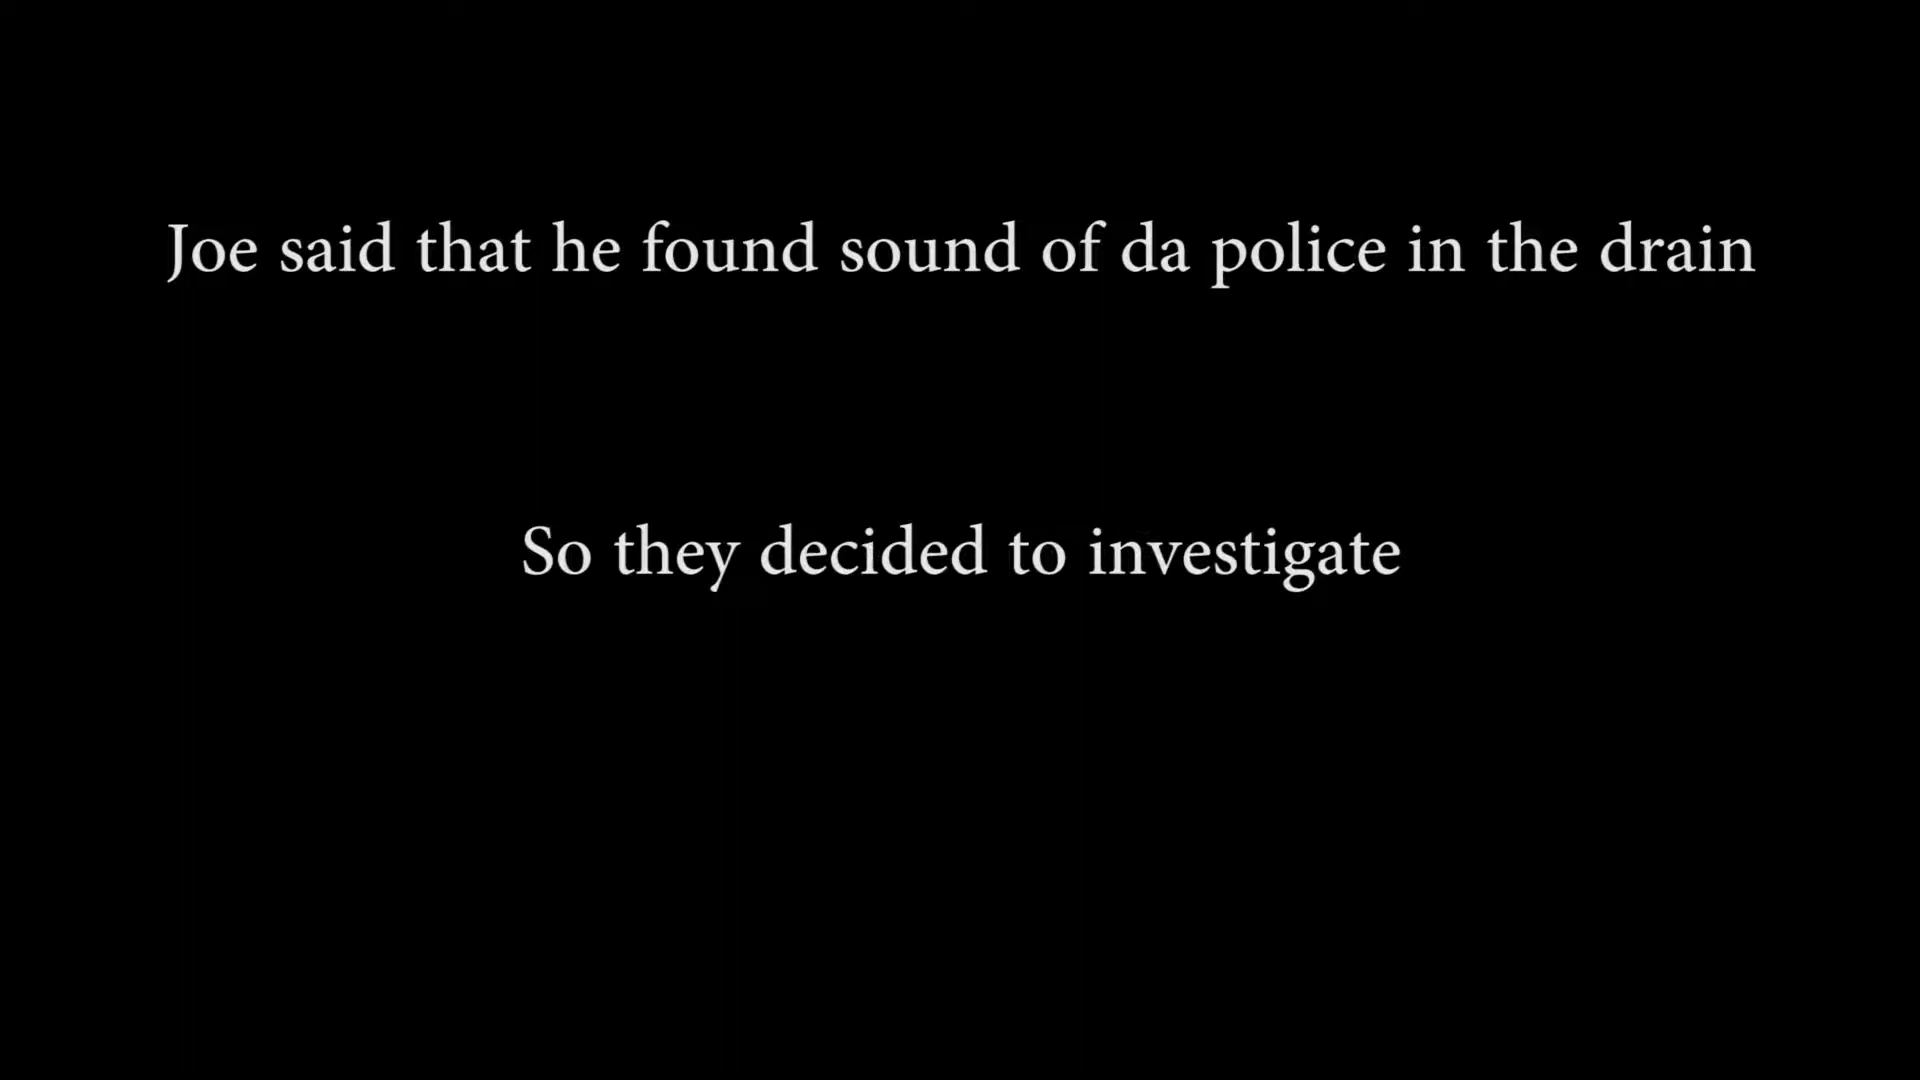 Joe said that he found sound of da police in the drain
So they decided to investigate